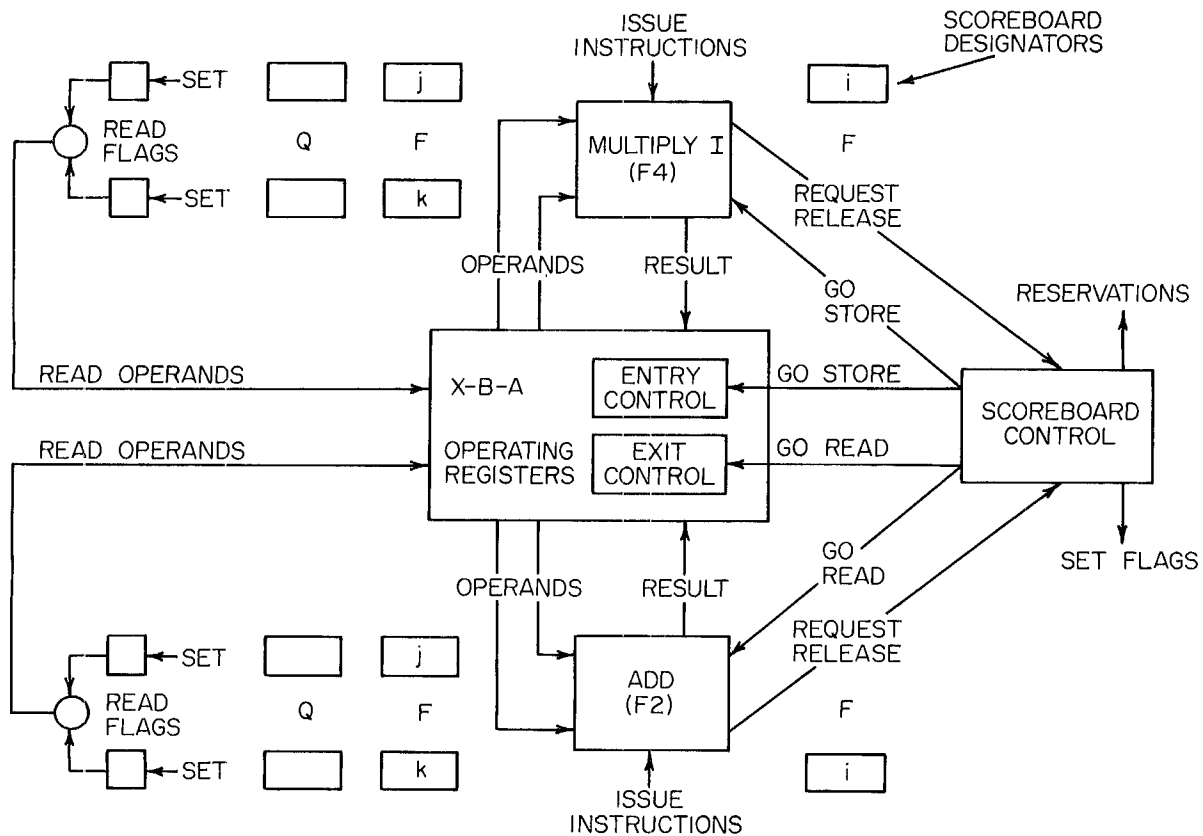 ISSUE
INSTRUCTIONS
SCOREBOARD
DESIGNATORS
SET
j
i
READ
FLAGS
Q
F
MULTIPLY I
(F4)
F
SET
k
REQUEST
RELEASE
OPERANDS
RESULT
GO
STORE
RESERVATIONS
READ OPERANDS
X-B-A
ENTRY
CONTROL
GO STORE
SCOREBOARD
CONTROL
READ OPERANDS
OPERATING
REGISTERS
EXIT
CONTROL
GO READ
GO
READ
SET FLAGS
OPERANDS
RESULT
REQUEST
RELEASE
SET
j
READ
FLAGS
Q
F
ADD
(F2)
F
SET
k
i
ISSUE
INSTRUCTIONS